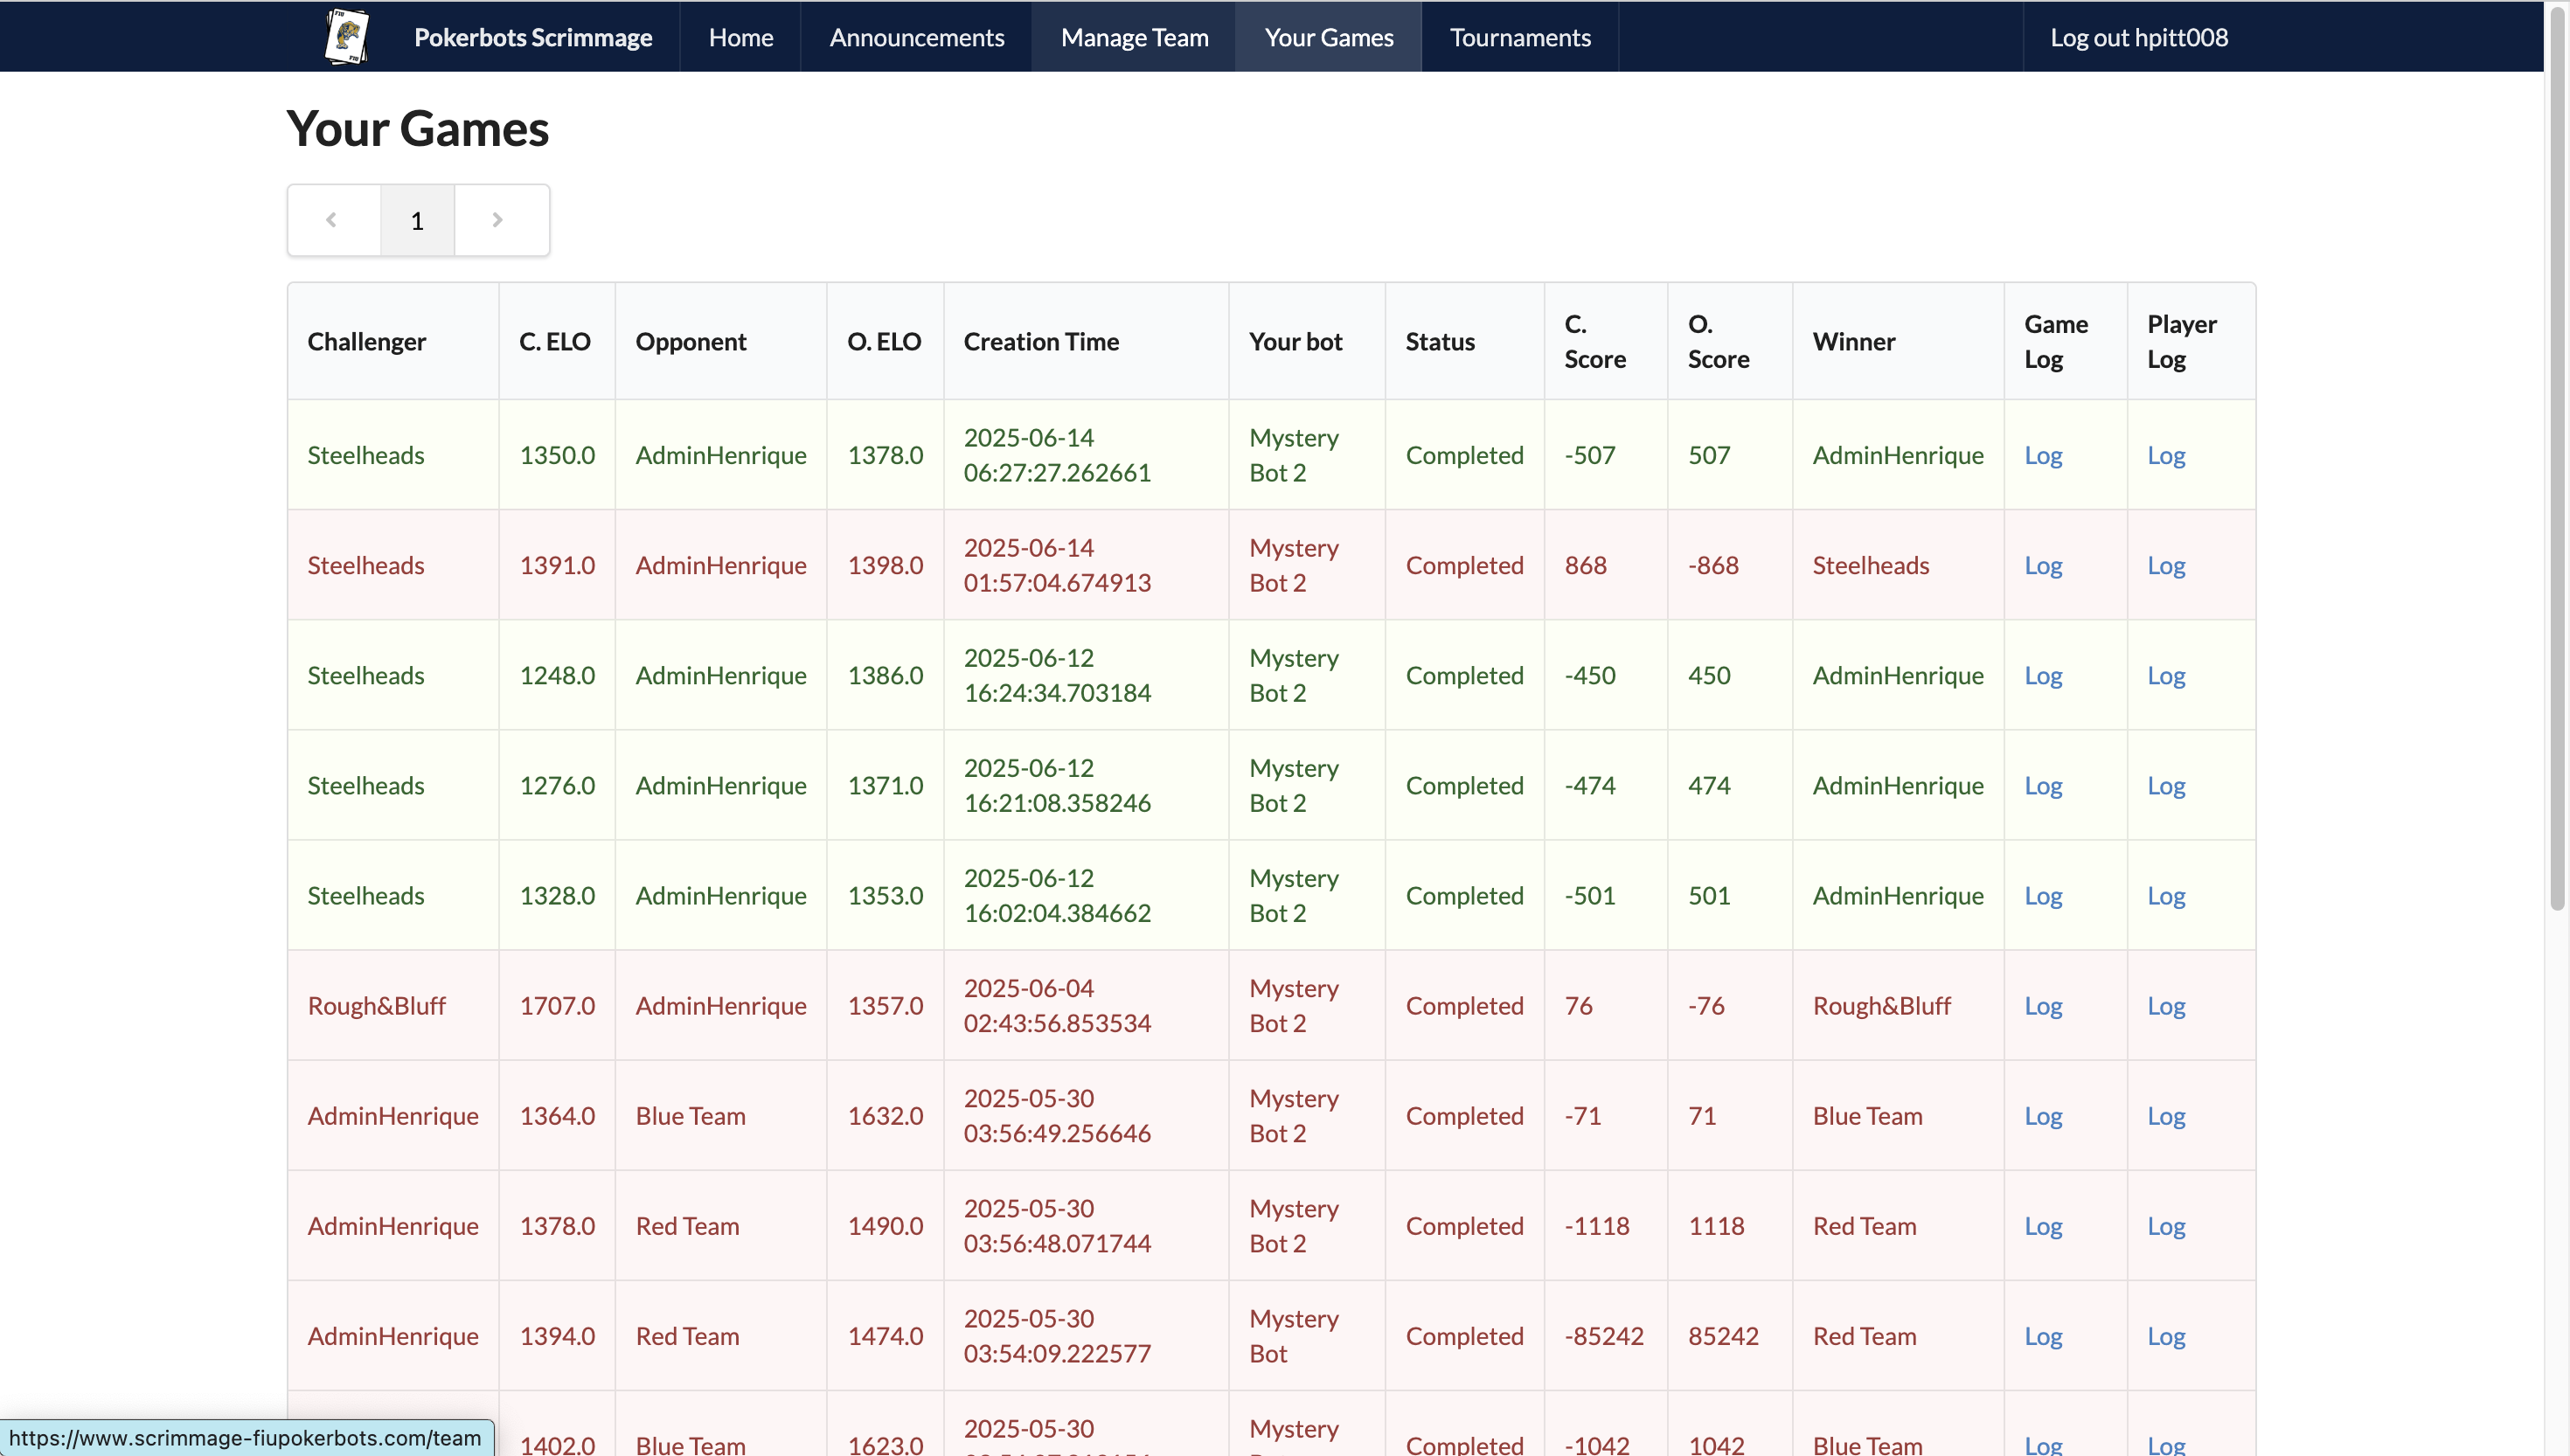 Pokerbots Scrimmage Home Announcements Manage Team Your Games Tournaments Log out hpitt008
Your Games
1
Challenger C. ELO Opponent O. ELO Creation Time Your bot Status C. Score O. Score Winner Game Log Player Log
Steelheads 1350.0 AdminHenrique 1378.0 2025-06-14 06:27:27.262661 Mystery Bot 2 Completed -507 507 AdminHenrique Log Log
Steelheads 1391.0 AdminHenrique 1398.0 2025-06-14 01:57:04.674913 Mystery Bot 2 Completed 868 -868 Steelheads Log Log
Steelheads 1248.0 AdminHenrique 1386.0 2025-06-12 16:24:34.703184 Mystery Bot 2 Completed -450 450 AdminHenrique Log Log
Steelheads 1276.0 AdminHenrique 1371.0 2025-06-12 16:21:08.358246 Mystery Bot 2 Completed -474 474 AdminHenrique Log Log
Steelheads 1328.0 AdminHenrique 1353.0 2025-06-12 16:02:04.384662 Mystery Bot 2 Completed -501 501 AdminHenrique Log Log
Rough&Bluff 1707.0 AdminHenrique 1357.0 2025-06-04 02:43:56.853534 Mystery Bot 2 Completed 76 -76 Rough&Bluff Log Log
AdminHenrique 1364.0 Blue Team 1632.0 2025-05-30 03:56:49.256646 Mystery Bot 2 Completed -71 71 Blue Team Log Log
AdminHenrique 1378.0 Red Team 1490.0 2025-05-30 03:56:48.071744 Mystery Bot 2 Completed -1118 1118 Red Team Log Log
AdminHenrique 1394.0 Red Team 1474.0 2025-05-30 03:54:09.222577 Mystery Bot Completed -85242 85242 Red Team Log Log
1402.0 Blue Team 1623.0 2025-05-30 Mystery Completed -1042 1042 Blue Team Log Log
https://www.scrimmage-fiupokerbots.com/team